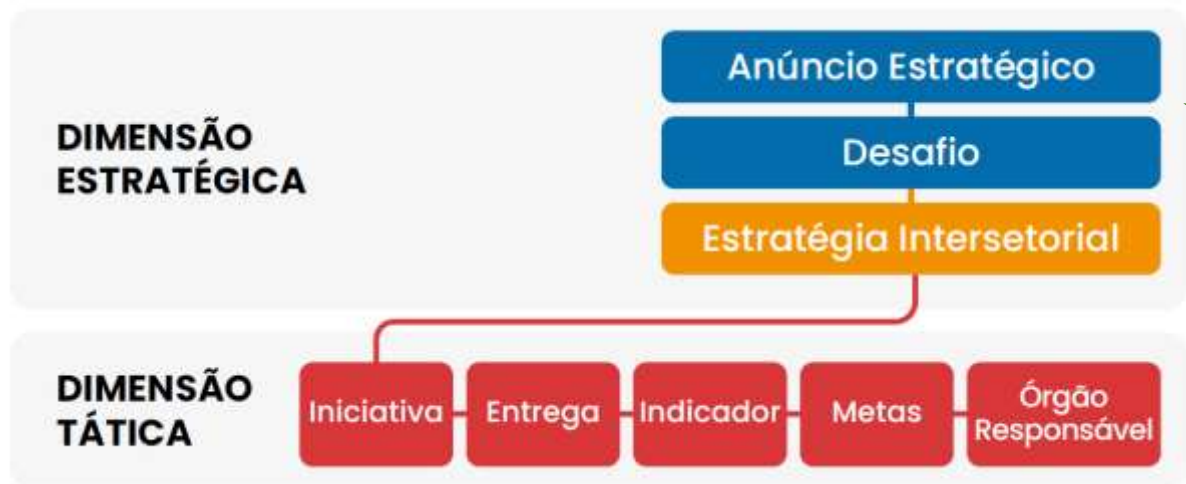 Anúncio Estratégico
DIMENSÃO
ESTRATÉGICA
Desafio
Estratégia Intersetorial
DIMENSÃO
TÁTICA
Iniciativa
Entrega
Indicador
Metas
Órgão
Responsável